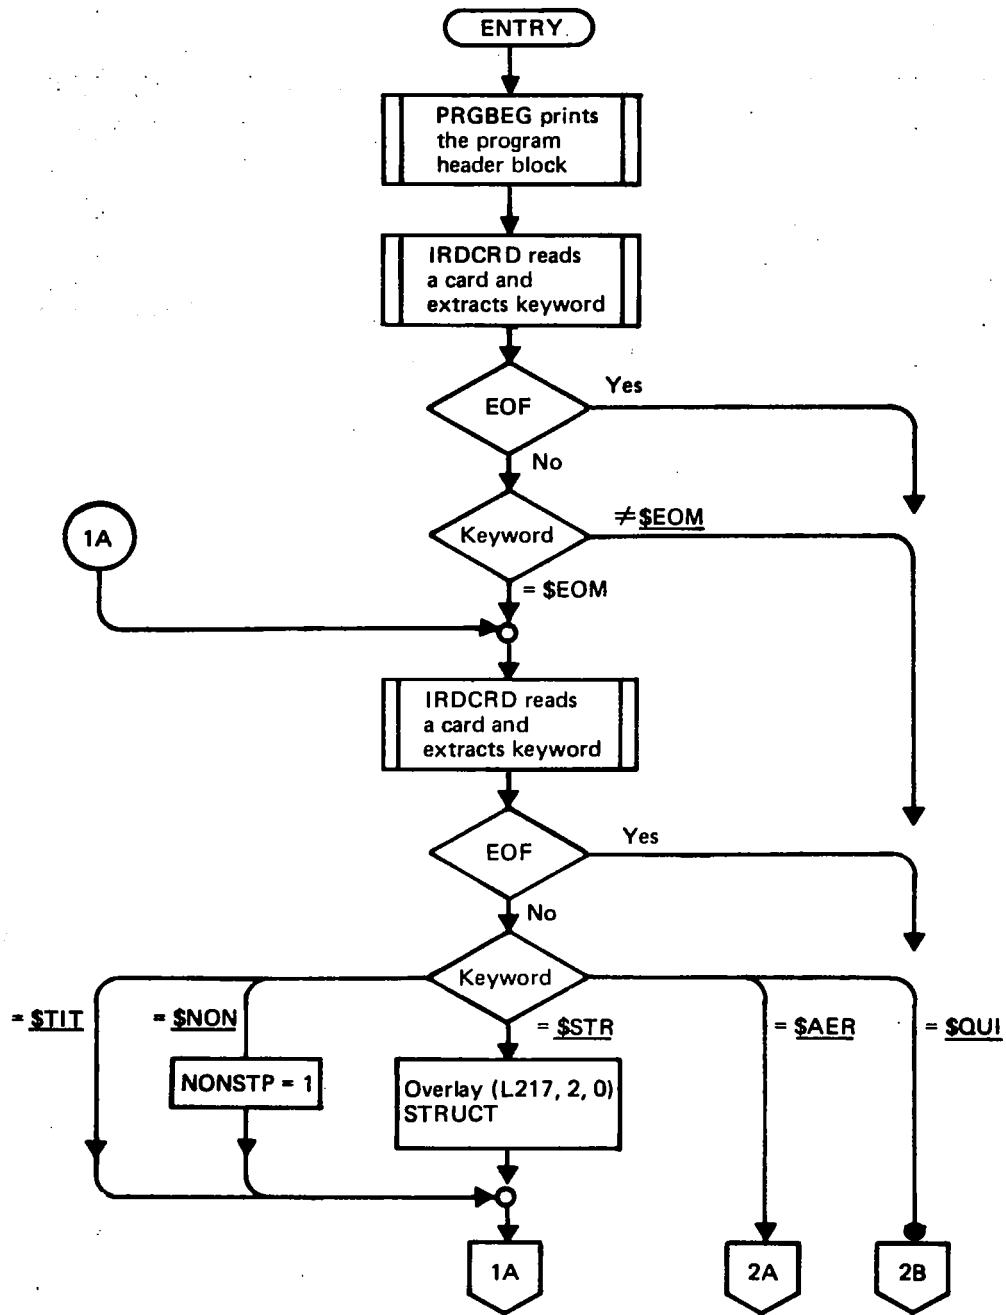 ENTRY
PRGBEG prints
the program
header block
IRDCRD reads
a card and
extracts keyword
EOF
Yes
No
1A
Keyword
≠$EOM
= $EOM
IRDCRD reads
a card and
extracts keyword
EOF
Yes
No
Keyword
= $TIT
= $NON
= $STR
= $AER
= $QUI
NONSTP = 1
Overlay (L217, 2, 0)
STRUCT
1A
2A
2B